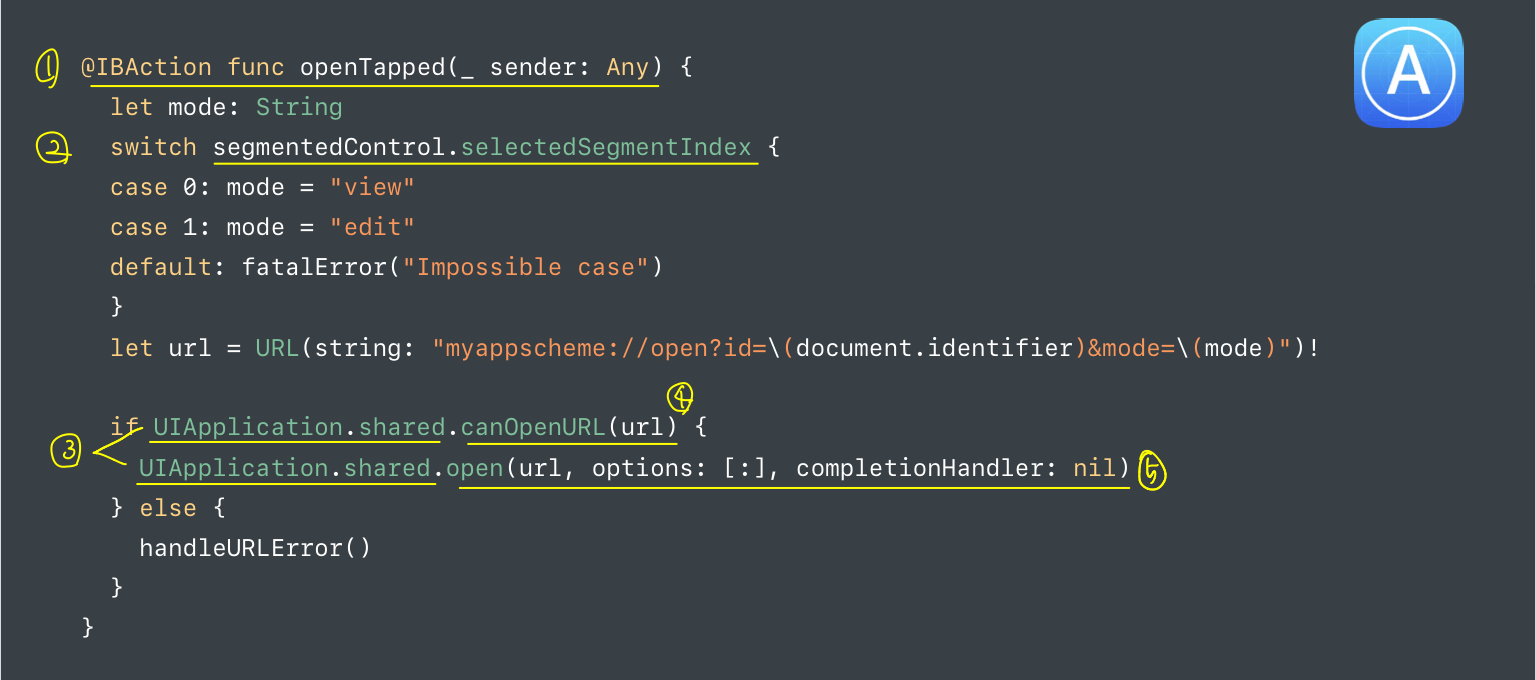 ① @IBAction func openTapped(_ sender: Any) {
let mode: String
② switch segmentedControl.selectedSegmentIndex {
case 0: mode = "view"
case 1: mode = "edit"
default: fatalError("Impossible case")
}
let url = URL(string: "myappscheme://open?id=\(document.identifier)&mode=\(mode)")!
④
③ if UIApplication.shared.canOpenURL(url) {
UIApplication.shared.open(url, options: [:], completionHandler: nil) ⑤
} else {
handleURLError()
}
}
A